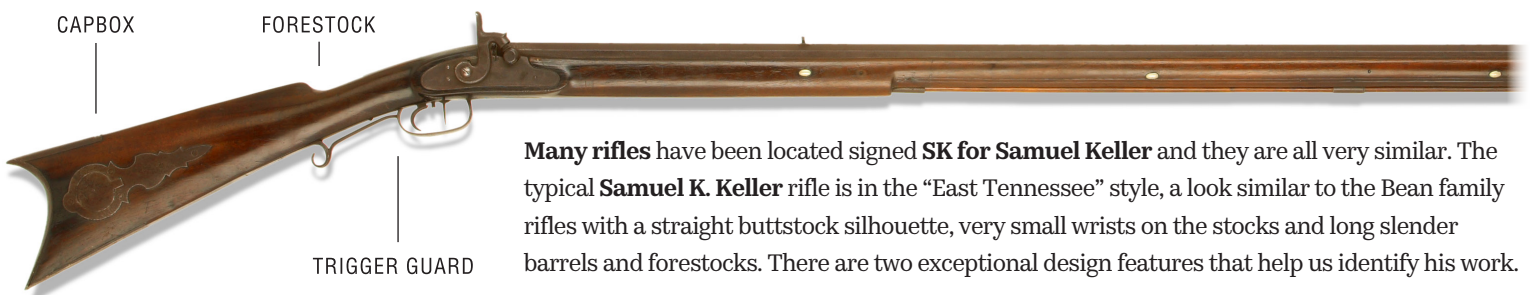 CAPBOX
FORESTOCK
TRIGGER GUARD
Many rifles have been located signed SK for Samuel Keller and they are all very similar. The
typical Samuel K. Keller rifle is in the “East Tennessee” style, a look similar to the Bean family
rifles with a straight buttstock silhouette, very small wrists on the stocks and long slender
barrels and forestocks. There are two exceptional design features that help us identify his work.